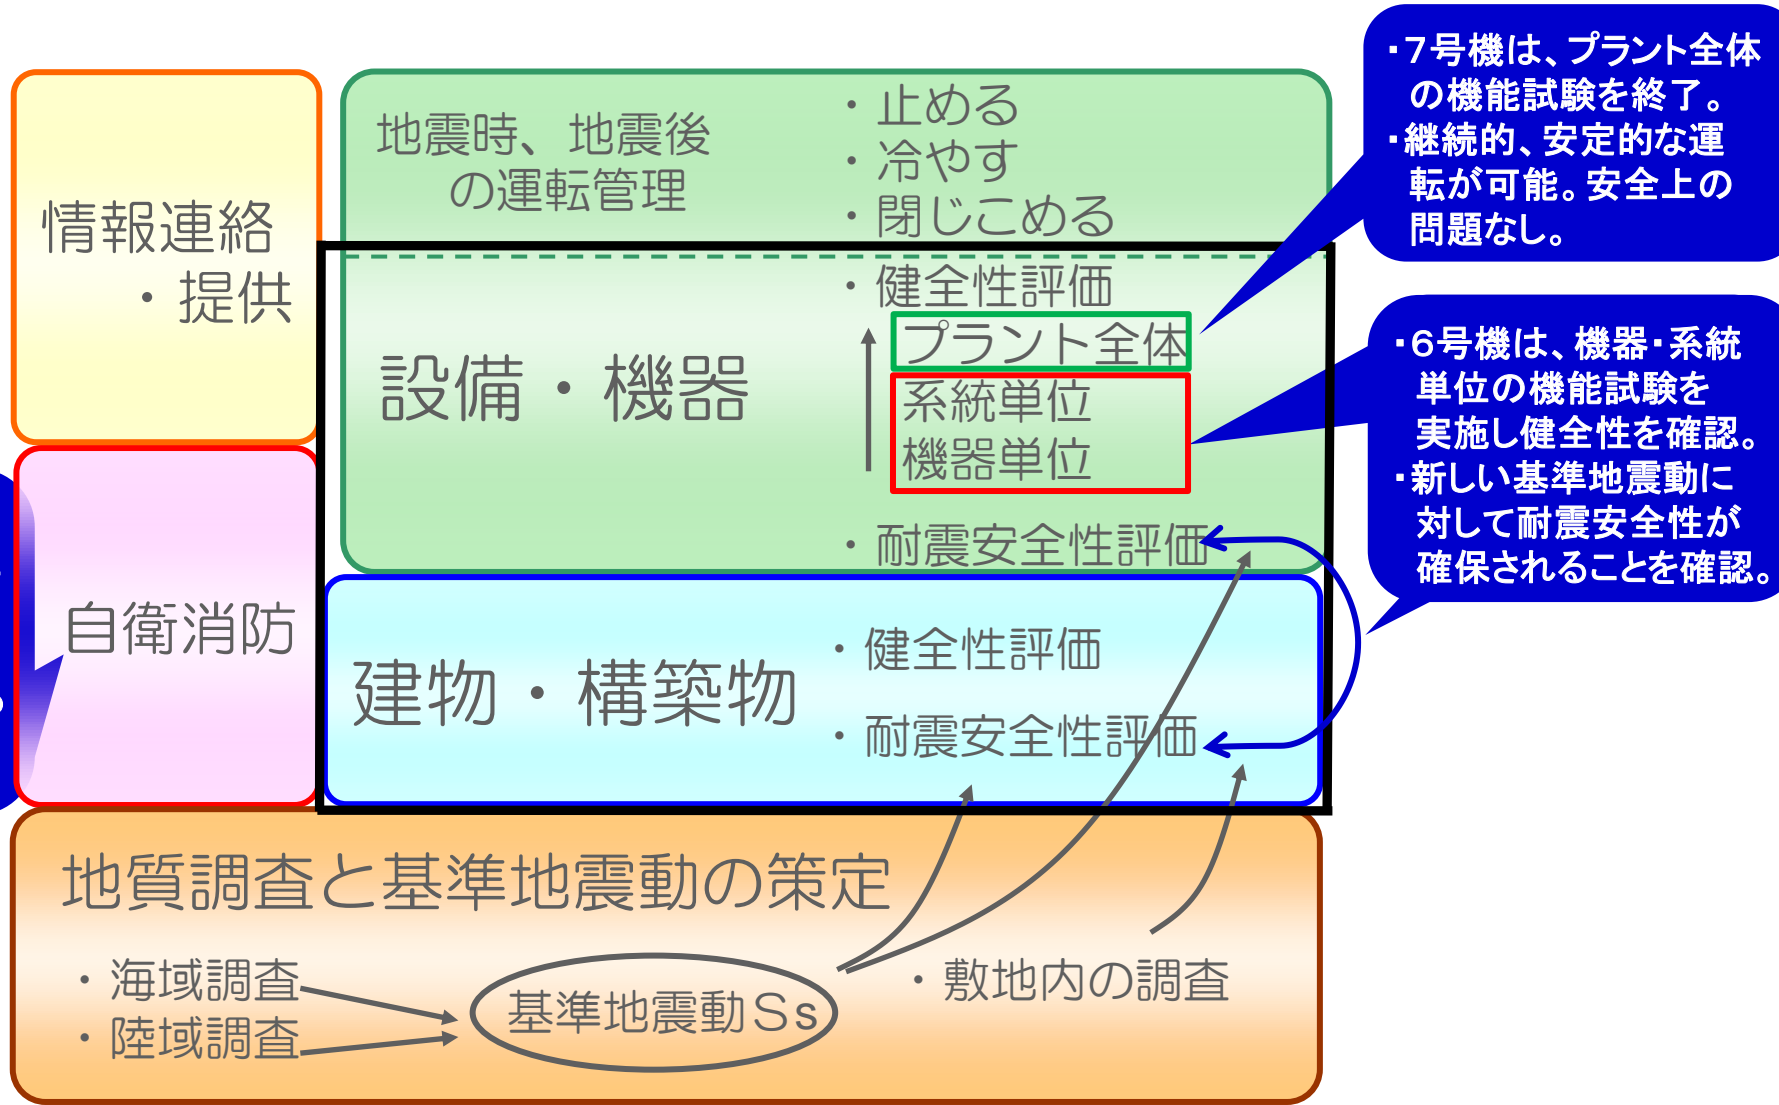 情報連絡
・提供
自衛消防
地震時、地震後
の運転管理
・止める
・冷やす
・閉じこめる
設備・機器
・健全性評価
プラント全体
系統単位
機器単位
・耐震安全性評価
建物・構築物
・健全性評価
・耐震安全性評価
地質調査と基準地震動の策定
・海域調査
・陸域調査
基準地震動Ss
・敷地内の調査
・７号機は、プラント全体
の機能試験を終了。
・継続的、安定的な運
転が可能。安全上の
問題なし。
・６号機は、機器・系統
単位の機能試験を
実施し健全性を確認。
・新しい基準地震動に
対して耐震安全性が
確保されることを確認。